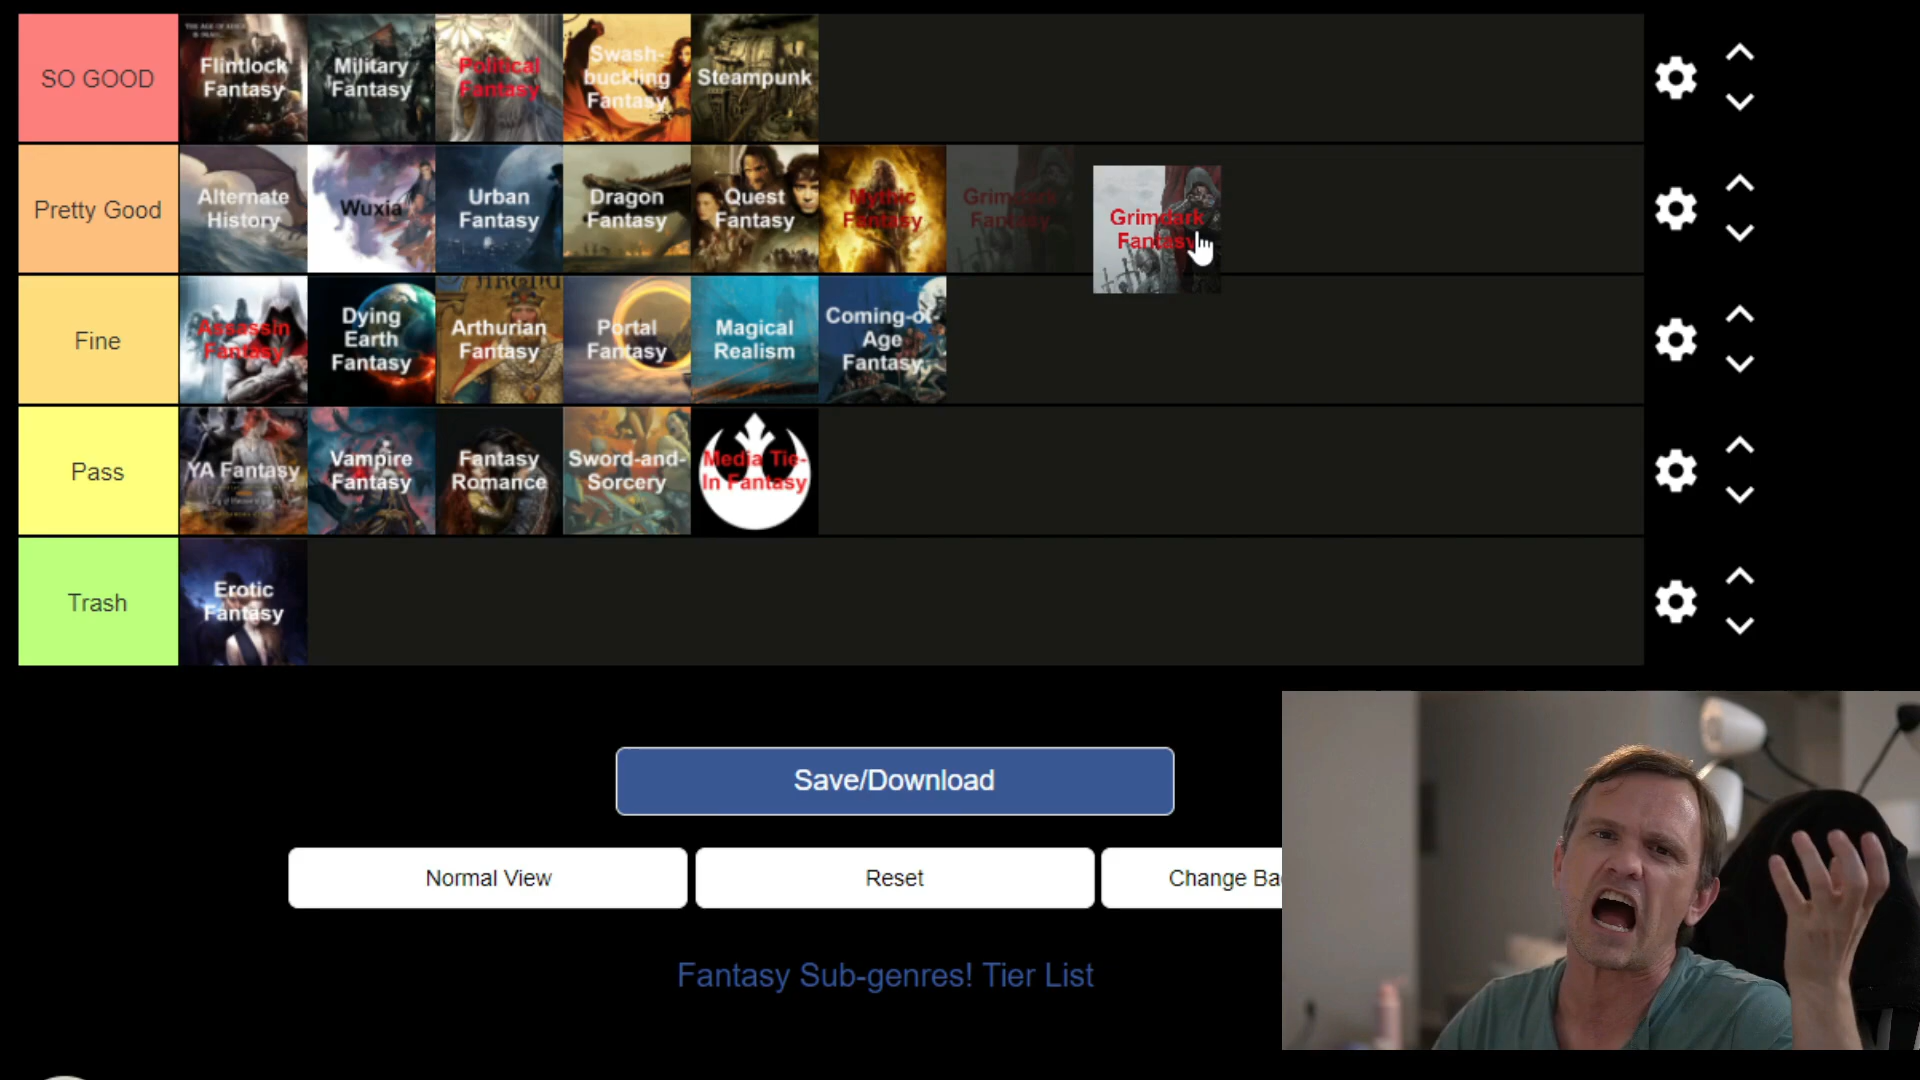 SO GOOD
Flintlock
Fantasy
Military
Fantasy
Political
Fantasy
Swash-
buckling
Fantasy
Steampunk
Pretty Good
Alternate
History
Wuxia
Urban
Fantasy
Dragon
Fantasy
Quest
Fantasy
Mythic
Fantasy
Grimdark
Fantasy
Grimdark
Fantasy
Fine
Assassin
Fantasy
Dying
Earth
Fantasy
Arthurian
Fantasy
Portal
Fantasy
Magical
Realism
Coming-of
Age
Fantasy
Pass
YA Fantasy
Vampire
Fantasy
Fantasy
Romance
Sword-and-
Sorcery
Media Tie-
In Fantasy
Trash
Erotic
Fantasy
Save/Download
Normal View
Reset
Change Ba
Fantasy Sub-genres! Tier List